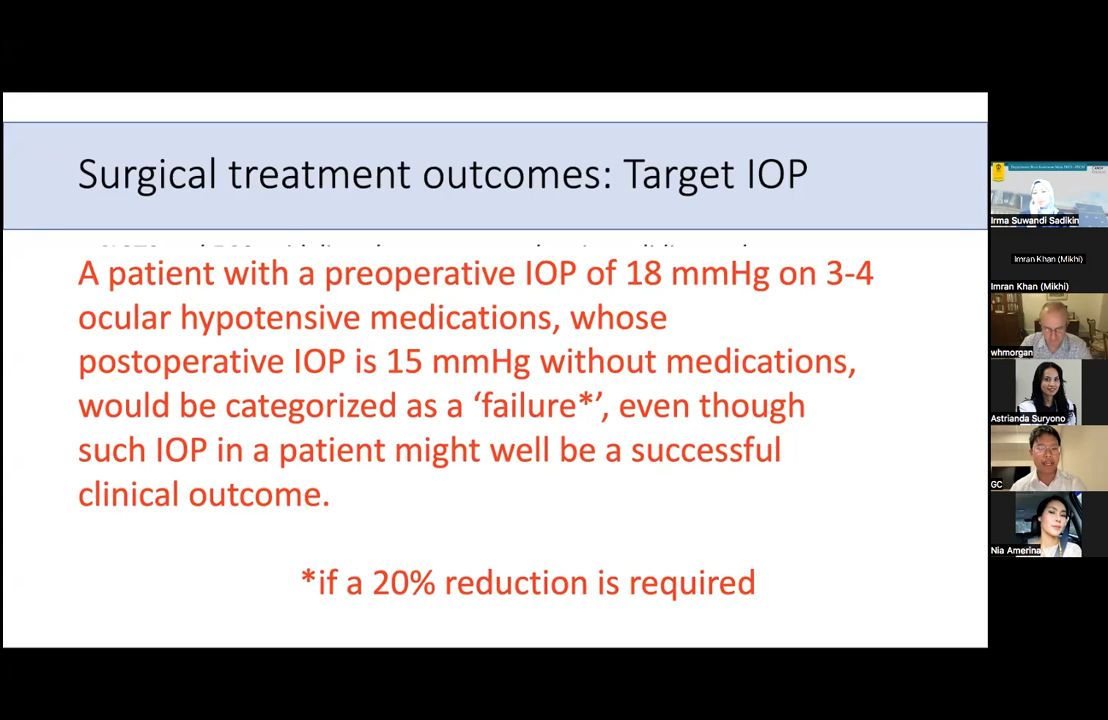 Surgical treatment outcomes: Target IOP
A patient with a preoperative IOP of 18 mmHg on 3-4
ocular hypotensive medications, whose
postoperative IOP is 15 mmHg without medications,
would be categorized as a ‘failure*’, even though
such IOP in a patient might well be a successful
clinical outcome.
*if a 20% reduction is required
Irma Suwandi Sadikin
Imran Khan (Mikhi)
Imran Khan (Mikhi)
whmorgan
Astrianda Suryono
GC
Nia Amerina